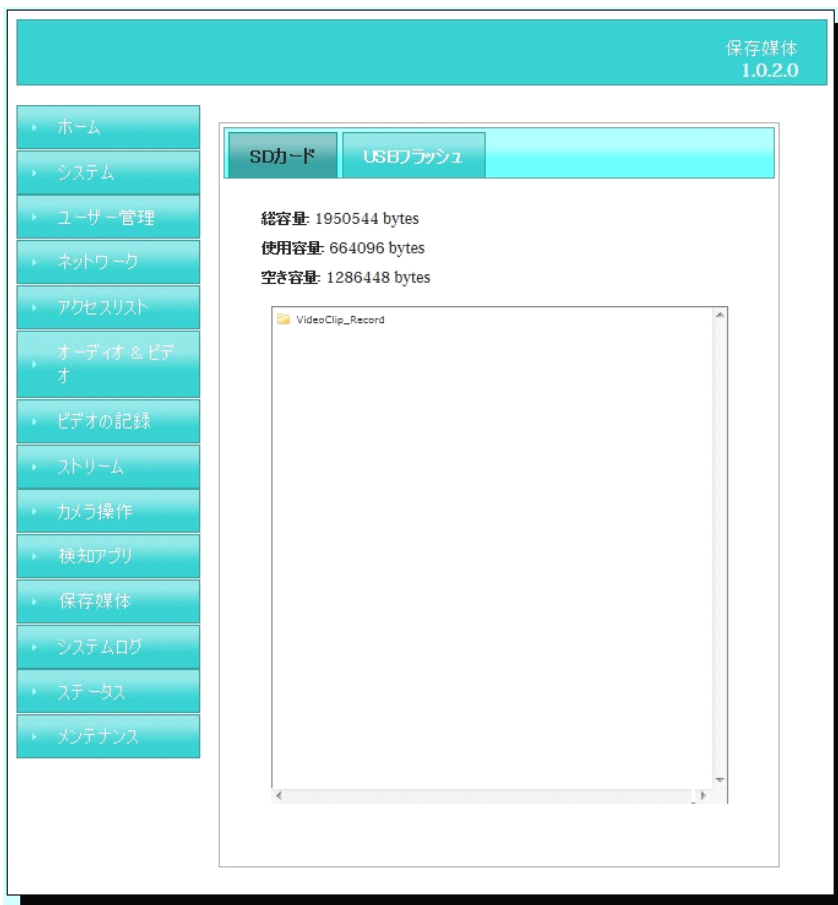 保存媒体
1.0.2.0
ホーム
システム
ユーザー管理
ネットワーク
アクセスリスト
オーディオ & ビデ
オ
ビデオの記録
ストリーム
カメラ操作
検知アプリ
保存媒体
システムログ
ステータス
メンテナンス
SDカード
USBフラッシュ
総容量: 1950544 bytes
使用容量: 664096 bytes
空き容量: 1286448 bytes
VideoClip_Record